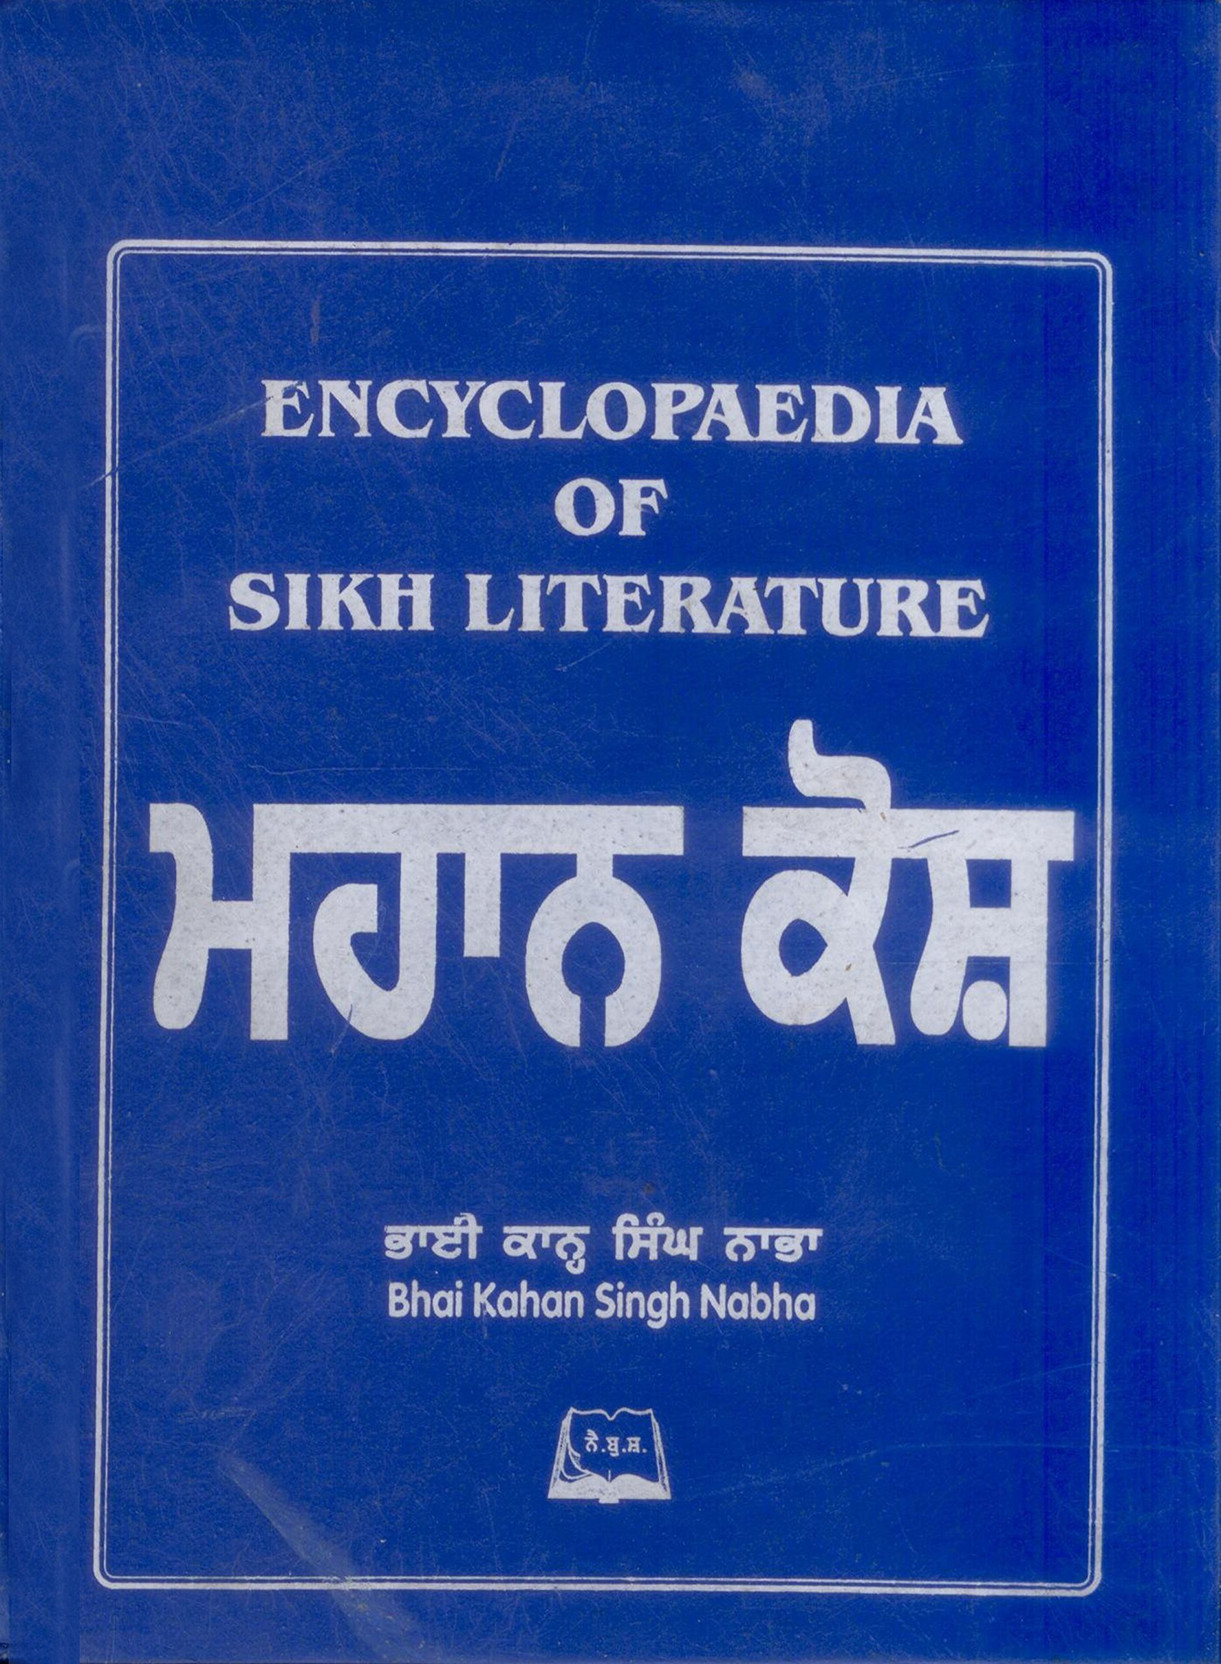 ENCYCLOPAEDIA
OF
SIKH LITERATURE
ਮਹਾਨ ਕੋਸ਼
ਭਾਈ ਕਾਨ੍ਹ ਸਿੰਘ ਨਾਭਾ
Bhai Kahan Singh Nabha
ਨੈ.ਬੁ.ਸ਼.